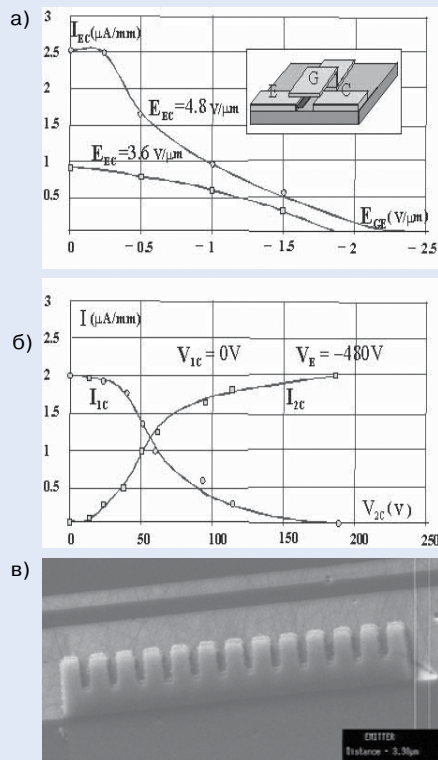 а)
I_EC (μA/mm)
3
2.5
2
1.5
1
0.5
E_EC=4.8 v/μm
E_EC=3.6 v/μm
E G C
E_GE (v/μm)
0 – 0.5 – 1 – 1.5 – 2 – 2.5
б)
I (μA/mm)
3
2.5
2
1.5
1
0.5
V_1C = 0V V_E = –480V
I_1C I_2C
V_2C (v)
0 50 100 150 200 250
в)
EMITTER
Distance - 3.90μm